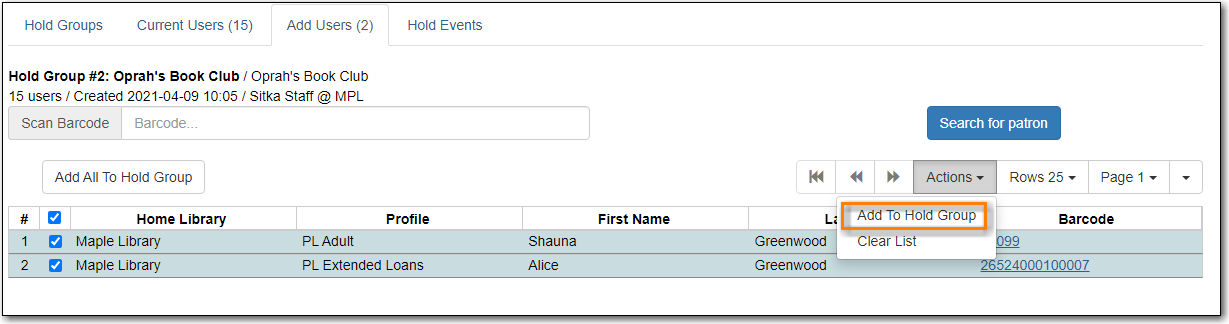 Hold Groups Current Users (15) Add Users (2) Hold Events
Hold Group #2: Oprah's Book Club / Oprah's Book Club
15 users / Created 2021-04-09 10:05 / Sitka Staff @ MPL
Scan Barcode Barcode... Search for patron
Add All To Hold Group Actions Rows 25 Page 1
# Home Library Profile First Name La Barcode
Add To Hold Group
1 Maple Library PL Adult Shauna Greenwood 099
Clear List
2 Maple Library PL Extended Loans Alice Greenwood 26524000100007